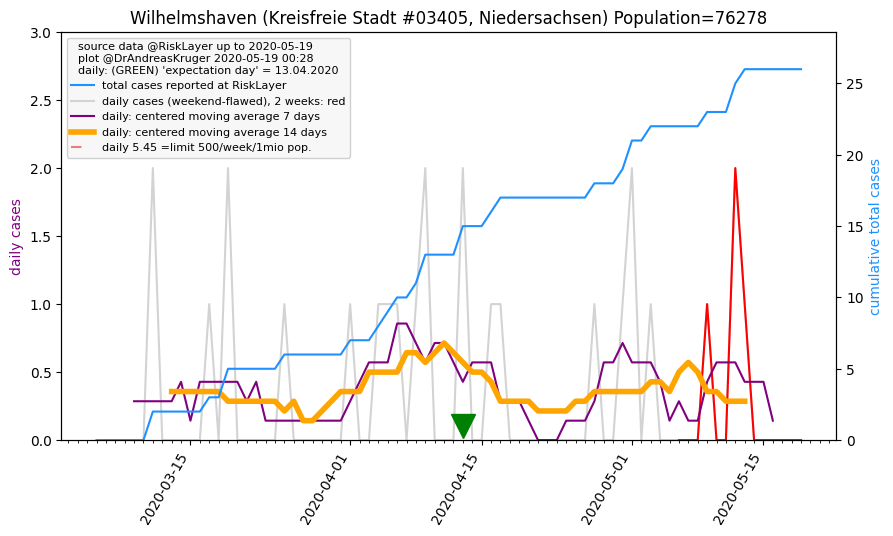 Wilhelmshaven (Kreisfreie Stadt #03405, Niedersachsen) Population=76278
source data @RiskLayer up to 2020-05-19
plot @DrAndreasKruger 2020-05-19 00:28
daily: (GREEN) 'expectation day' = 13.04.2020
total cases reported at RiskLayer
daily cases (weekend-flawed), 2 weeks: red
daily: centered moving average 7 days
daily: centered moving average 14 days
daily 5.45 =limit 500/week/1mio pop.
daily cases
3.0
2.5
2.0
1.5
1.0
0.5
0.0
cumulative total cases
25
20
15
10
5
0
2020-03-15
2020-04-01
2020-04-15
2020-05-01
2020-05-15